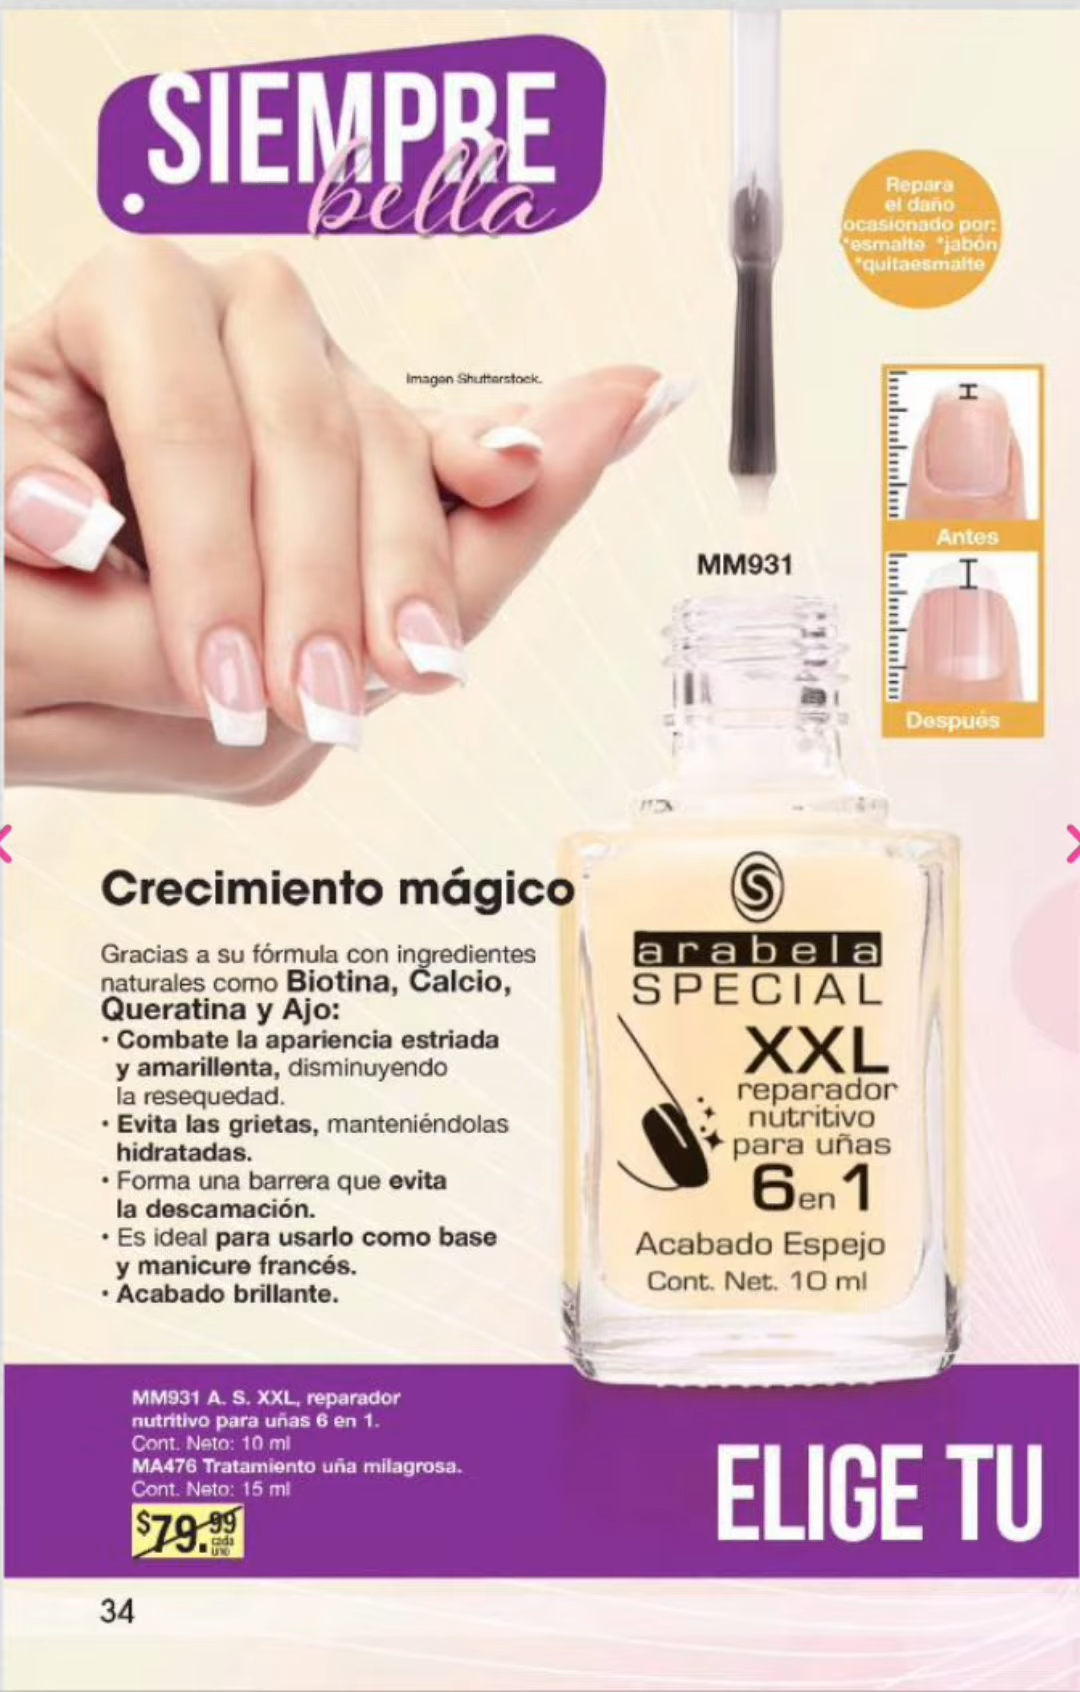 SIEMPRE
bella
Repara
el daño
ocasionado por:
*esmalte *jabón
*quitaesmalte
Imagen Shutterstock.
Antes
MM931
Después
Crecimiento mágico
Gracias a su fórmula con ingredientes
naturales como Biotina, Calcio,
Queratina y Ajo:
• Combate la apariencia estriada
y amarillenta, disminuyendo
la resequedad.
• Evita las grietas, manteniéndolas
hidratadas.
• Forma una barrera que evita
la descamación.
• Es ideal para usarlo como base
y manicure francés.
• Acabado brillante.
arabela
SPECIAL
XXL
reparador
nutritivo
para uñas
6 en 1
Acabado Espejo
Cont. Net. 10 ml
MM931 A. S. XXL, reparador
nutritivo para uñas 6 en 1.
Cont. Neto: 10 ml
MA476 Tratamiento uña milagrosa.
Cont. Neto: 15 ml
$79.99
cada
uno
ELIGE TU
34